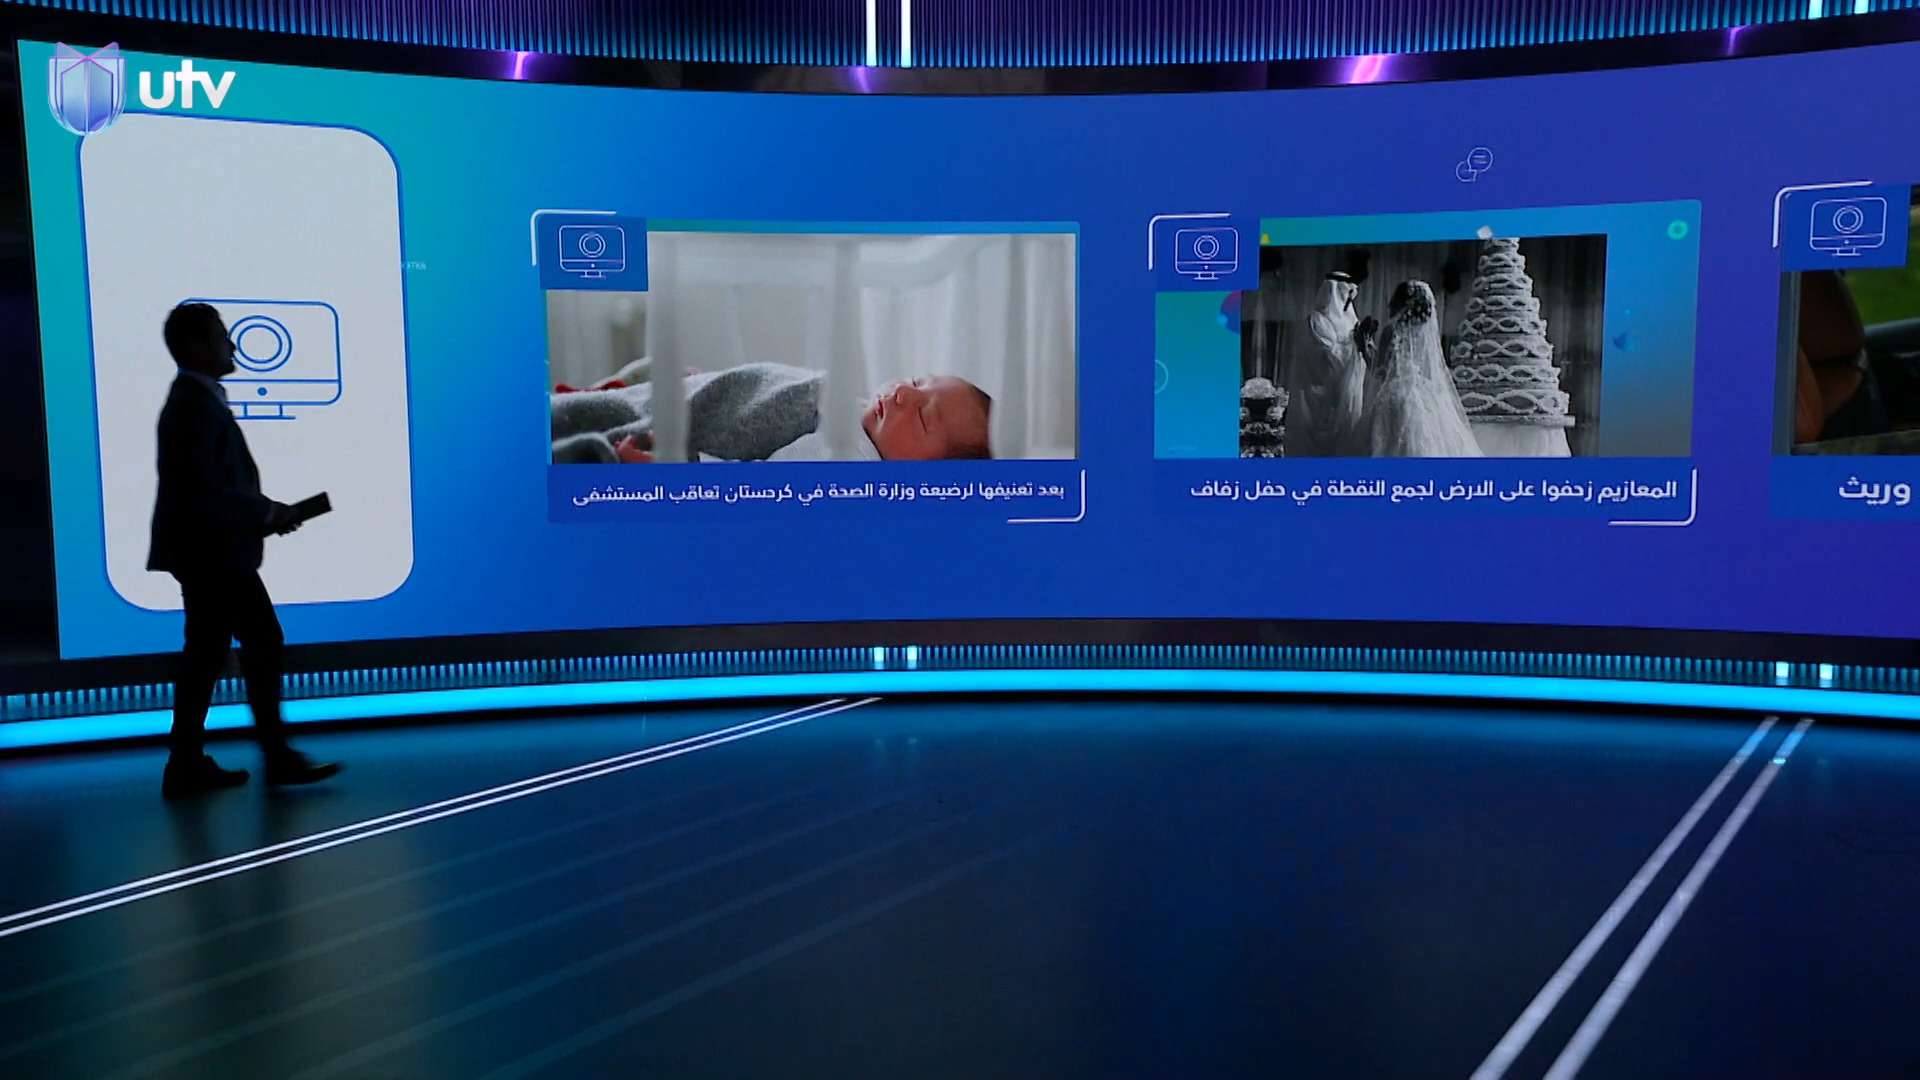 utv
بعد تعنيفها لرضيعة وزارة الصحة في كردستان تعاقب المستشفى
المعازيم زحفوا على الارض لجمع النقطة في حفل زفاف
وريث